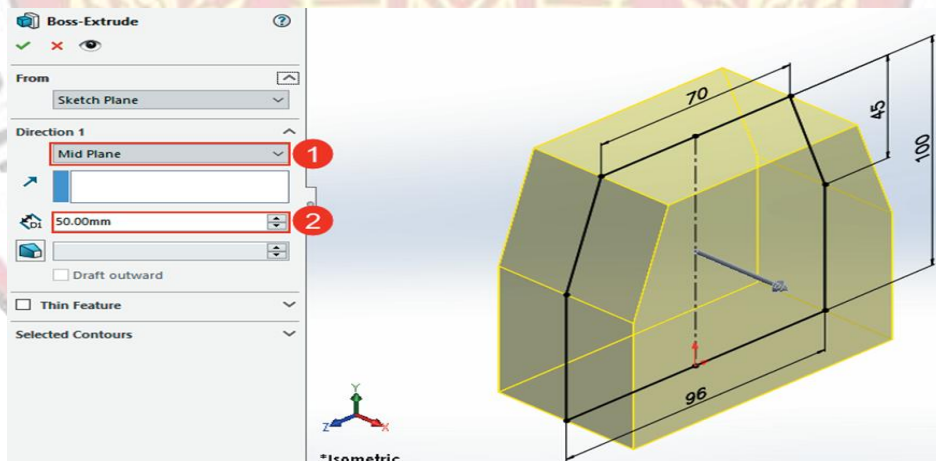 Boss-Extrude
From
Sketch Plane
Direction 1
Mid Plane
1
D1
50.00mm
2
Draft outward
Thin Feature
Selected Contours
70
45
100
96
Y
Z
X
*Isometric